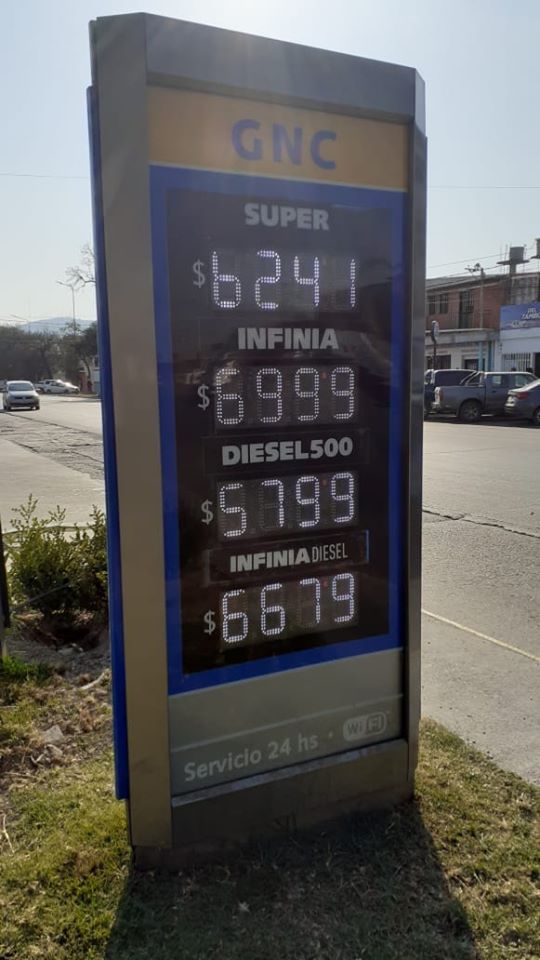 GNC
SUPER
$ 6241
INFINIA
$ 6999
DIESEL500
$ 5799
INFINIA DIESEL
$ 6679
Servicio 24 hs · WiFi